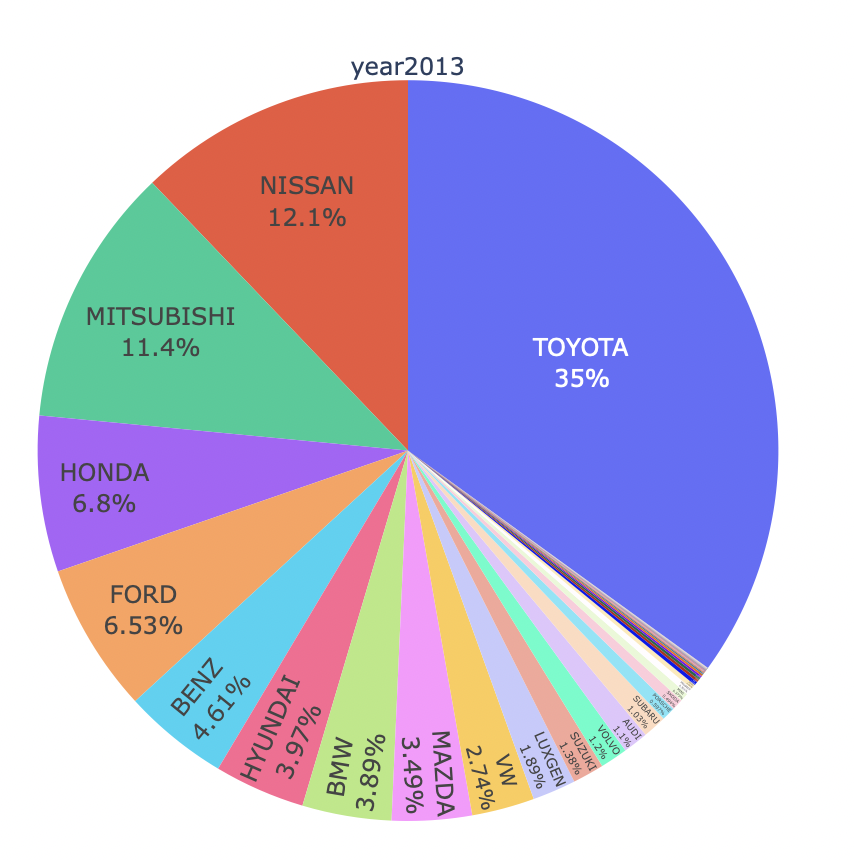 year2013
TOYOTA
35%
NISSAN
12.1%
MITSUBISHI
11.4%
HONDA
6.8%
FORD
6.53%
BENZ
4.61%
HYUNDAI
3.97%
BMW
3.89%
MAZDA
3.49%
VW
2.74%
LUXGEN
1.89%
SUZUKI
1.38%
VOLVO
1.2%
AUDI
1.1%
SUBARU
1.03%
PORSCHE